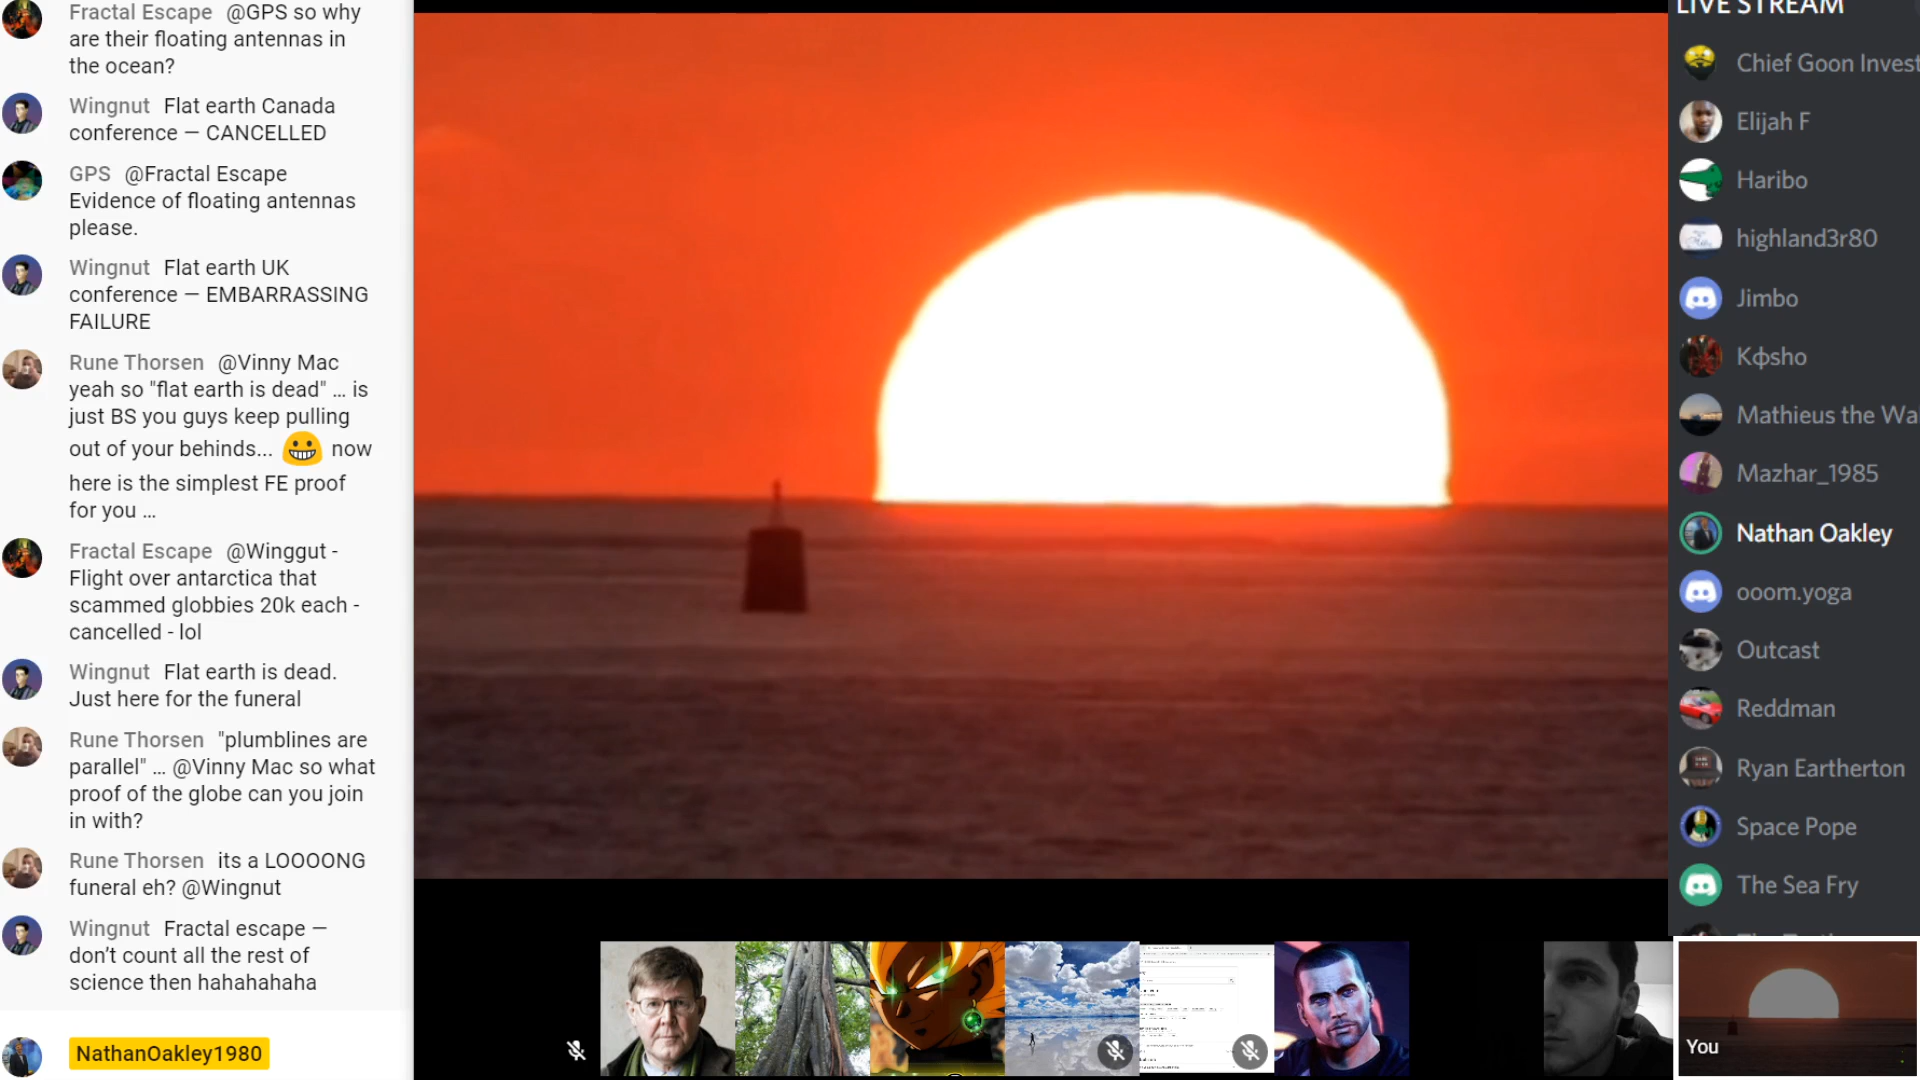 Fractal Escape @GPS so why
are their floating antennas in
the ocean?
Wingnut Flat earth Canada
conference — CANCELLED
GPS @Fractal Escape
Evidence of floating antennas
please.
Wingnut Flat earth UK
conference — EMBARRASSING
FAILURE
Rune Thorsen @Vinny Mac
yeah so "flat earth is dead" ... is
just BS you guys keep pulling
out of your behinds... 😀 now
here is the simplest FE proof
for you ...
Fractal Escape @Winggut -
Flight over antarctica that
scammed globbies 20k each -
cancelled - lol
Wingnut Flat earth is dead.
Just here for the funeral
Rune Thorsen "plumblines are
parallel" ... @Vinny Mac so what
proof of the globe can you join
in with?
Rune Thorsen its a LOOOONG
funeral eh? @Wingnut
Wingnut Fractal escape —
don't count all the rest of
science then hahahahaha
NathanOakley1980
LIVE STREAM
Chief Goon Invest
Elijah F
Haribo
highland3r80
Jimbo
Kфsho
Mathieus the Wa
Mazhar_1985
Nathan Oakley
ooom.yoga
Outcast
Reddman
Ryan Eartherton
Space Pope
The Sea Fry
You